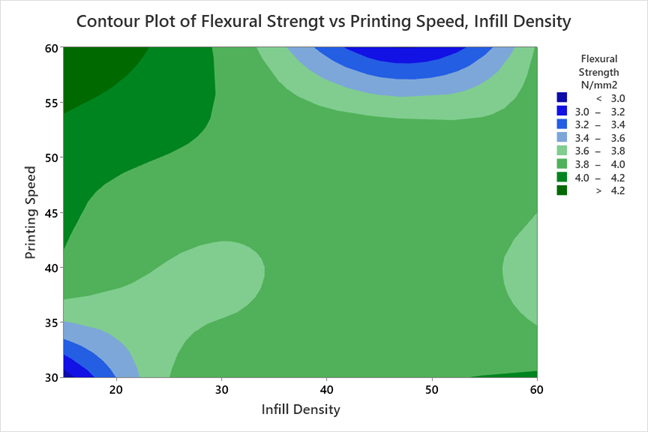 Contour Plot of Flexural Strengt vs Printing Speed, Infill Density
60
55
50
45
40
35
30
Printing Speed
20
30
40
50
60
Infill Density
Flexural
Strength
N/mm2
< 3.0
3.0 – 3.2
3.2 – 3.4
3.4 – 3.6
3.6 – 3.8
3.8 – 4.0
4.0 – 4.2
> 4.2